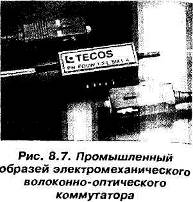 TECOS
Рис. 8.7. Промышленный
образец электромеханического
волоконно-оптического
коммутатора